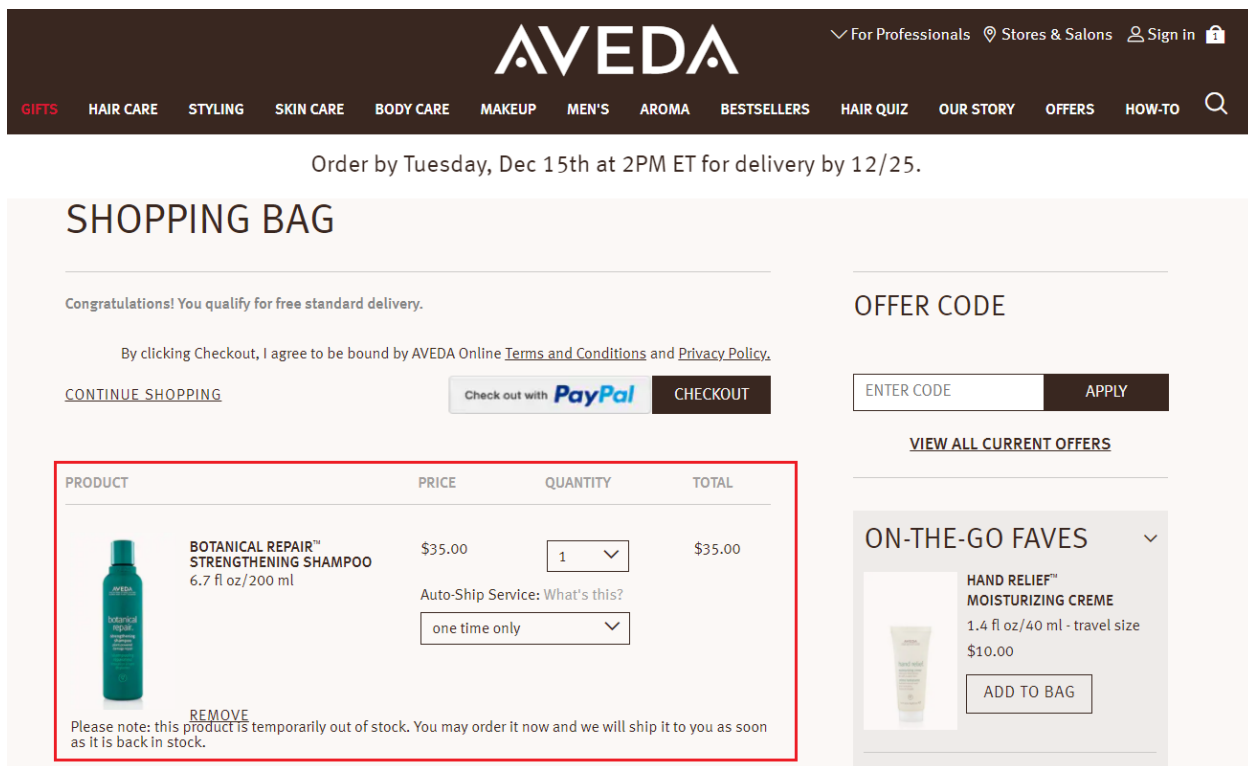 AVEDA
For Professionals Stores & Salons Sign in 1
GIFTS HAIR CARE STYLING SKIN CARE BODY CARE MAKEUP MEN'S AROMA BESTSELLERS HAIR QUIZ OUR STORY OFFERS HOW-TO
Order by Tuesday, Dec 15th at 2PM ET for delivery by 12/25.
SHOPPING BAG
Congratulations! You qualify for free standard delivery.
By clicking Checkout, I agree to be bound by AVEDA Online Terms and Conditions and Privacy Policy.
CONTINUE SHOPPING
Check out with PayPal
CHECKOUT
PRODUCT PRICE QUANTITY TOTAL
AVEDA
botanical
repair
BOTANICAL REPAIR™
STRENGTHENING SHAMPOO
6.7 fl oz/200 ml
$35.00
1
$35.00
Auto-Ship Service: What's this?
one time only
REMOVE
Please note: this product is temporarily out of stock. You may order it now and we will ship it to you as soon
as it is back in stock.
OFFER CODE
ENTER CODE APPLY
VIEW ALL CURRENT OFFERS
ON-THE-GO FAVES
hand relief
HAND RELIEF™
MOISTURIZING CREME
1.4 fl oz/40 ml - travel size
$10.00
ADD TO BAG